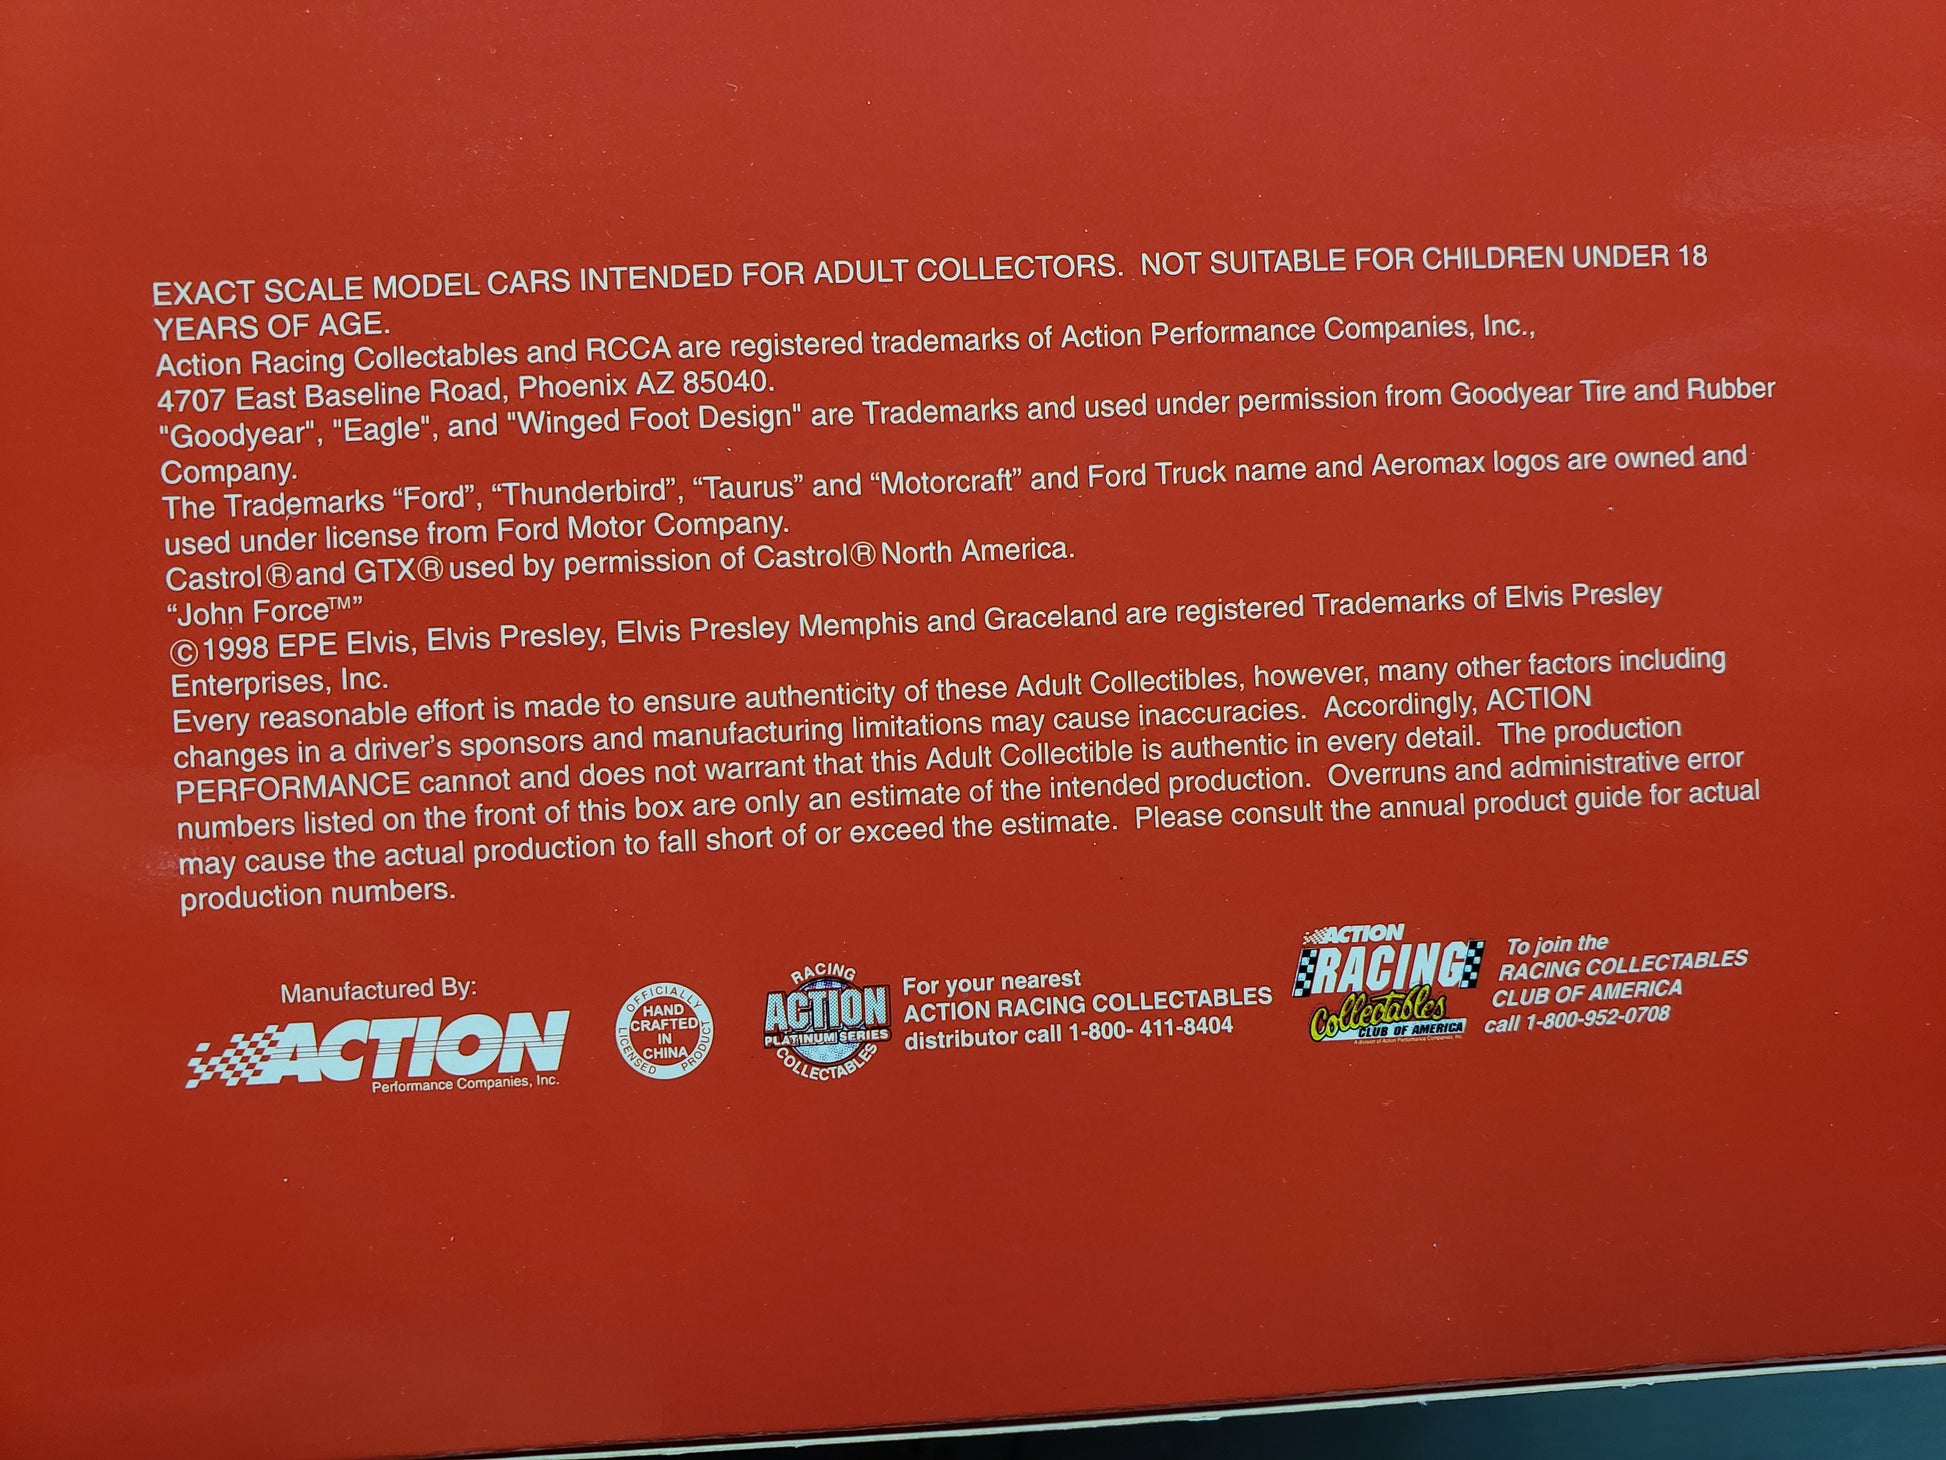 EXACT SCALE MODEL CARS INTENDED FOR ADULT COLLECTORS.  NOT SUITABLE FOR CHILDREN UNDER 18
YEARS OF AGE.
Action Racing Collectables and RCCA are registered trademarks of Action Performance Companies, Inc.,
4707 East Baseline Road, Phoenix AZ 85040.
"Goodyear", "Eagle", and "Winged Foot Design" are Trademarks and used under permission from Goodyear Tire and Rubber
Company.
The Trademarks “Ford”, “Thunderbird”, “Taurus” and “Motorcraft” and Ford Truck name and Aeromax logos are owned and
used under license from Ford Motor Company.
Castrol® and GTX® used by permission of Castrol® North America.
“John Force™”
©1998 EPE Elvis, Elvis Presley, Elvis Presley Memphis and Graceland are registered Trademarks of Elvis Presley
Enterprises, Inc.
Every reasonable effort is made to ensure authenticity of these Adult Collectibles, however, many other factors including
changes in a driver’s sponsors and manufacturing limitations may cause inaccuracies.  Accordingly, ACTION
PERFORMANCE cannot and does not warrant that this Adult Collectible is authentic in every detail.  The production
numbers listed on the front of this box are only an estimate of the intended production.  Overruns and administrative error
may cause the actual production to fall short of or exceed the estimate.  Please consult the annual product guide for actual
production numbers.
Manufactured By:
ACTION
Performance Companies, Inc.
OFFICIALLY LICENSED PRODUCT
HAND
CRAFTED
IN
CHINA
RACING
ACTION
PLATINUM SERIES
COLLECTABLES
For your nearest
ACTION RACING COLLECTABLES
distributor call 1-800- 411-8404
ACTION
RACING
Collectables
CLUB OF AMERICA
A division of Action Performance Companies, Inc.
To join the
RACING COLLECTABLES
CLUB OF AMERICA
call 1-800-952-0708